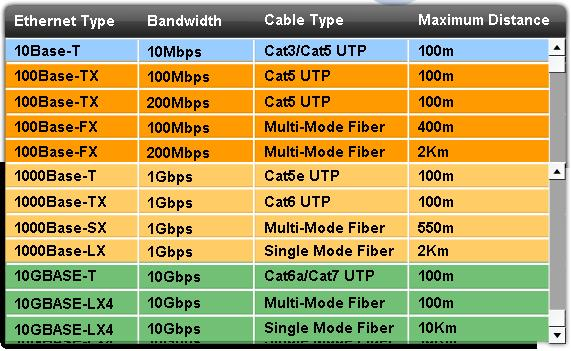 Ethernet Type Bandwidth Cable Type Maximum Distance
10Base-T 10Mbps Cat3/Cat5 UTP 100m
100Base-TX 100Mbps Cat5 UTP 100m
100Base-TX 200Mbps Cat5 UTP 100m
100Base-FX 100Mbps Multi-Mode Fiber 400m
100Base-FX 200Mbps Multi-Mode Fiber 2Km
1000Base-T 1Gbps Cat5e UTP 100m
1000Base-TX 1Gbps Cat6 UTP 100m
1000Base-SX 1Gbps Multi-Mode Fiber 550m
1000Base-LX 1Gbps Single Mode Fiber 2Km
10GBASE-T 10Gbps Cat6a/Cat7 UTP 100m
10GBASE-LX4 10Gbps Multi-Mode Fiber 100m
10GBASE-LX4 10Gbps Single Mode Fiber 10Km